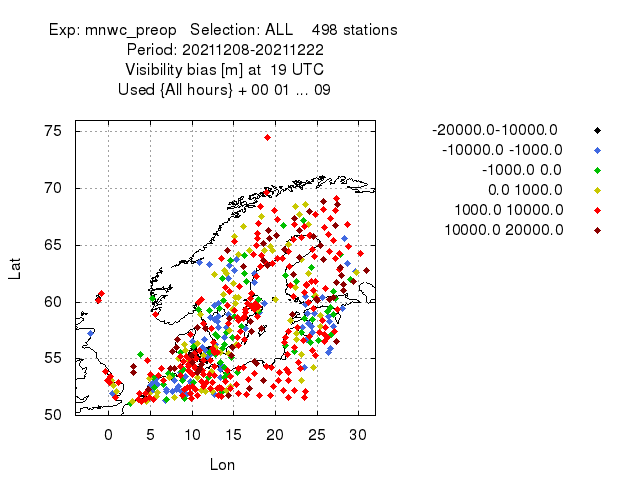 Exp: mnwc_preop Selection: ALL 498 stations
Period: 20211208-20211222
Visibility bias [m] at 19 UTC
Used {All hours} + 00 01 ... 09
-20000.0-10000.0
-10000.0 -1000.0
-1000.0 0.0
0.0 1000.0
1000.0 10000.0
10000.0 20000.0
75
70
65
60
55
50
Lat
0 5 10 15 20 25 30
Lon